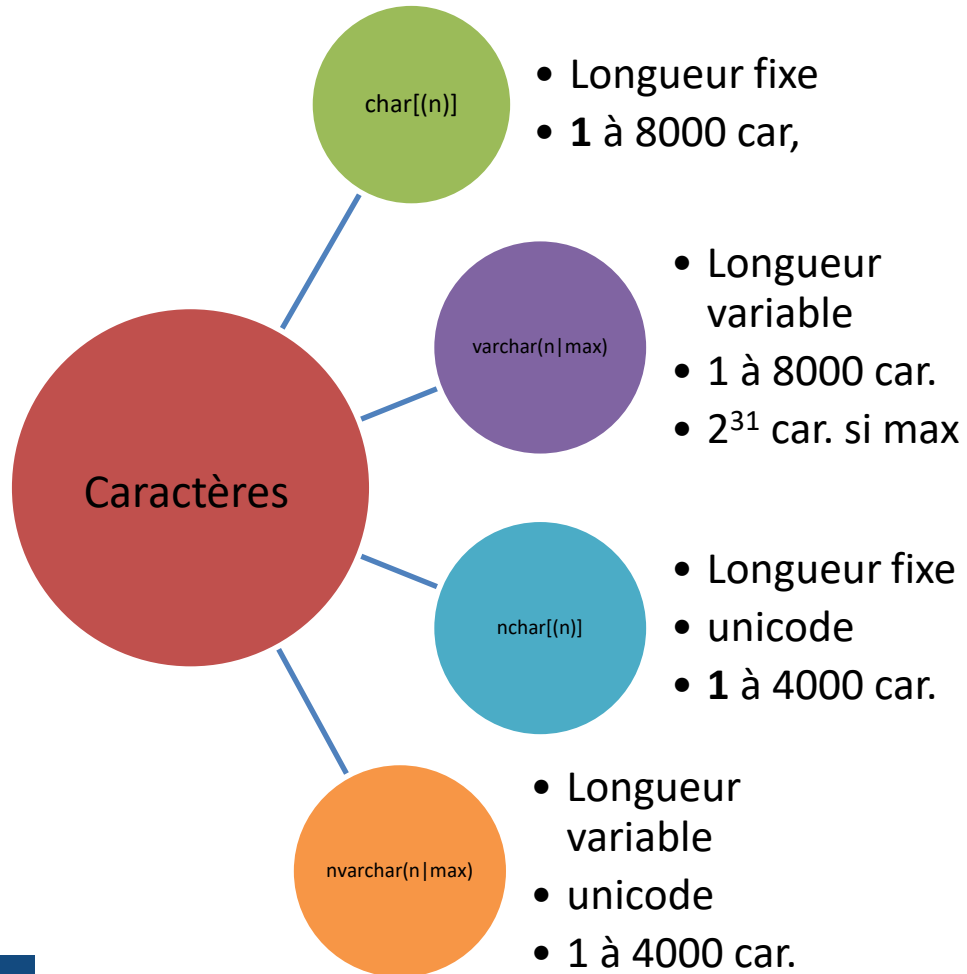 Caractères
char[(n)]
• Longueur fixe
• 1 à 8000 car,
varchar(n|max)
• Longueur
variable
• 1 à 8000 car.
• 2³¹ car. si max
nchar[(n)]
• Longueur fixe
• unicode
• 1 à 4000 car.
nvarchar(n|max)
• Longueur
variable
• unicode
• 1 à 4000 car.